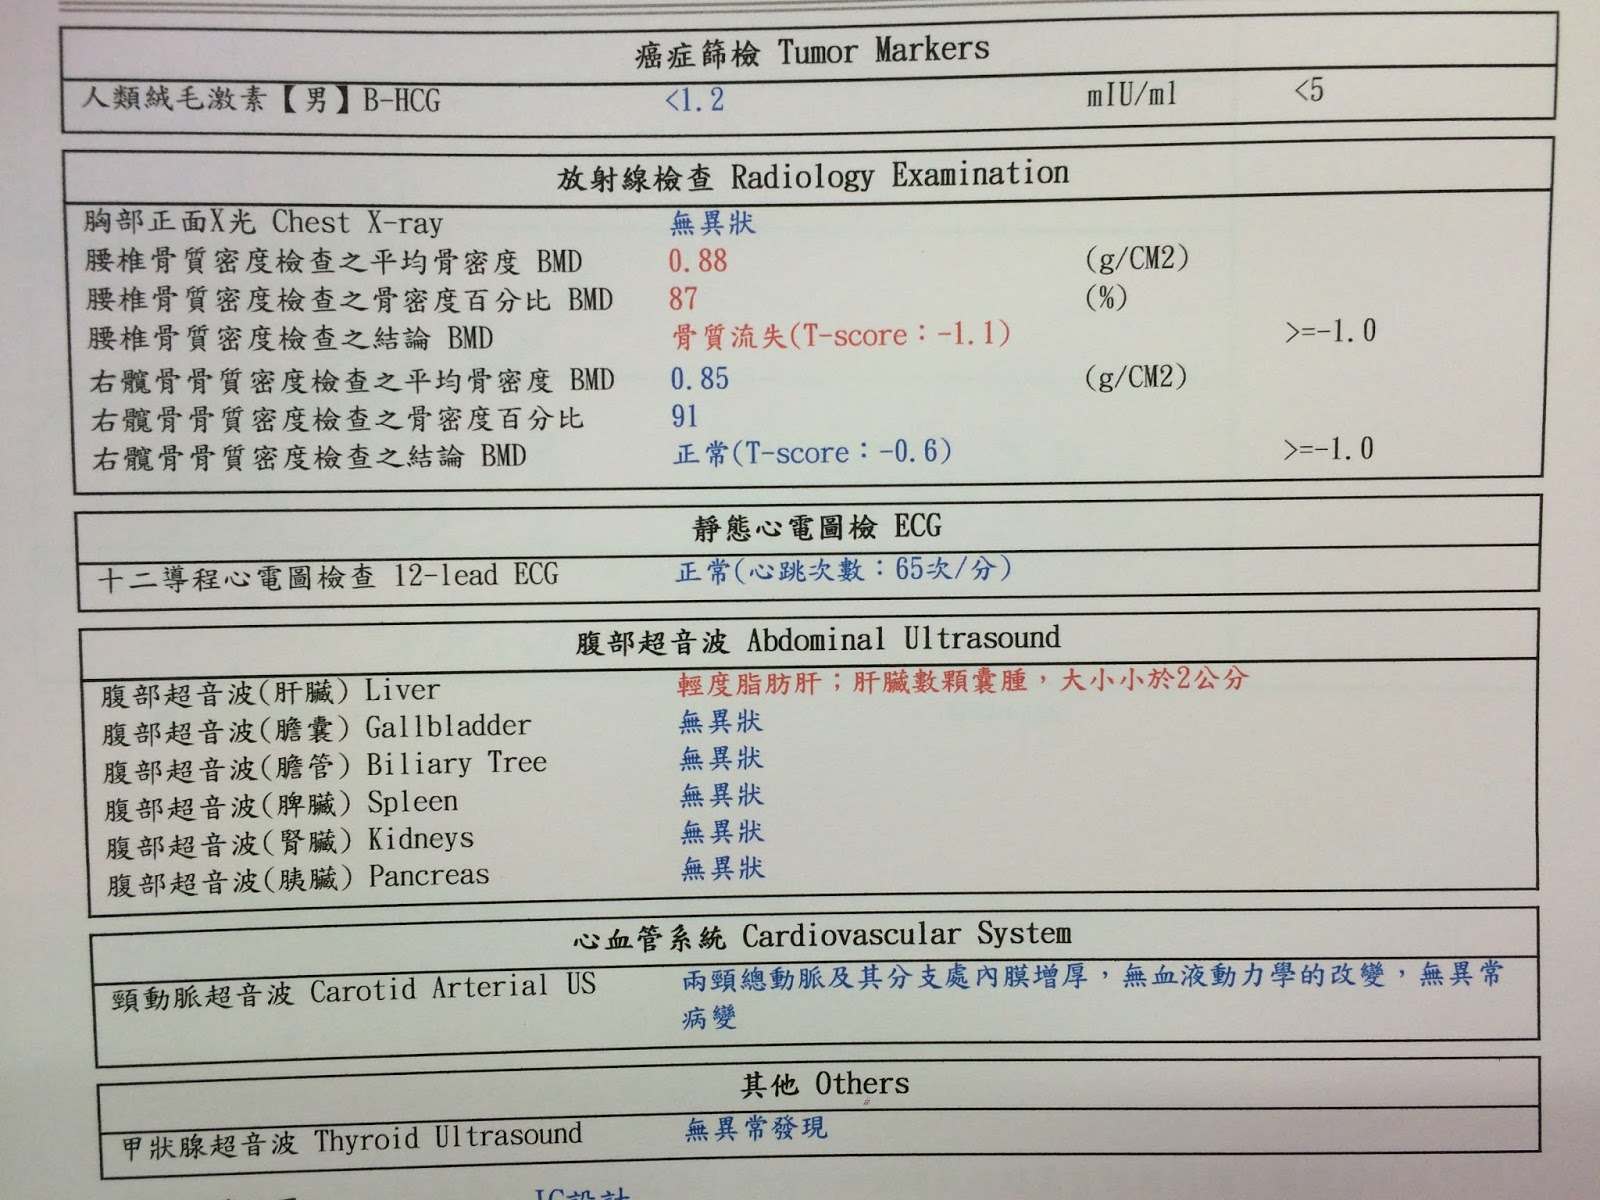 癌症篩檢 Tumor Markers
人類絨毛激素【男】B-HCG <1.2 mIU/ml <5
放射線檢查 Radiology Examination
胸部正面X光 Chest X-ray 無異狀
腰椎骨質密度檢查之平均骨密度 BMD 0.88 (g/CM2)
腰椎骨質密度檢查之骨密度百分比 BMD 87 (%)
腰椎骨質密度檢查之結論 BMD 骨質流失(T-score：-1.1) >=-1.0
右髖骨骨質密度檢查之平均骨密度 BMD 0.85 (g/CM2)
右髖骨骨質密度檢查之骨密度百分比 91
右髖骨骨質密度檢查之結論 BMD 正常(T-score：-0.6) >=-1.0
靜態心電圖檢 ECG
十二導程心電圖檢查 12-lead ECG 正常(心跳次數：65次/分)
腹部超音波 Abdominal Ultrasound
腹部超音波(肝臟) Liver 輕度脂肪肝；肝臟數顆囊腫，大小小於2公分
腹部超音波(膽囊) Gallbladder 無異狀
腹部超音波(膽管) Biliary Tree 無異狀
腹部超音波(脾臟) Spleen 無異狀
腹部超音波(腎臟) Kidneys 無異狀
腹部超音波(胰臟) Pancreas 無異狀
心血管系統 Cardiovascular System
頸動脈超音波 Carotid Arterial US 兩頸總動脈及其分支處內膜增厚，無血液動力學的改變，無異常
病變
其他 Others
甲狀腺超音波 Thyroid Ultrasound 無異常發現